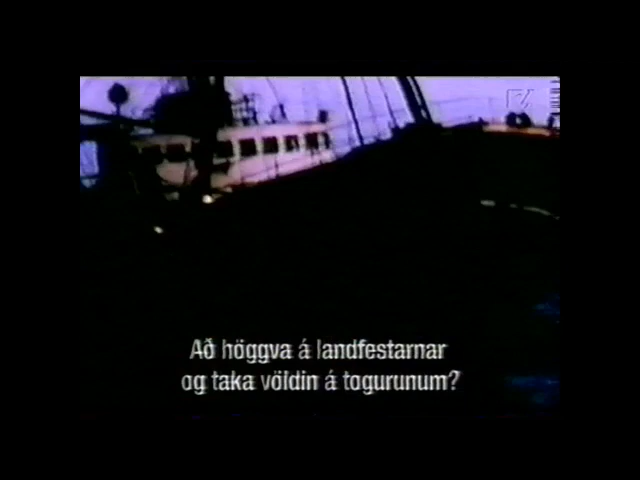 Að höggva á landfestarnar
og taka völdin á togurunum?